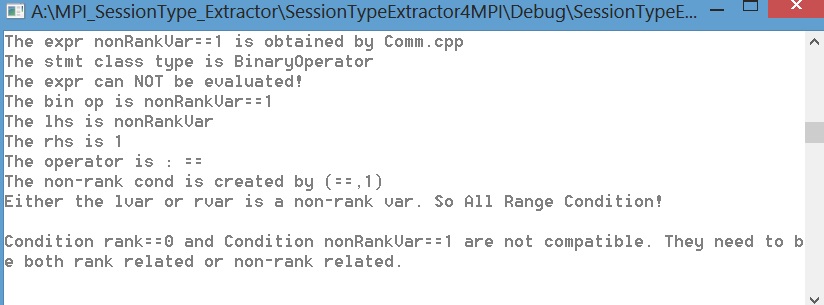 A:\MPI_SessionType_Extractor\SessionTypeExtractor4MPI\Debug\SessionTypeE...
The expr nonRankVar==1 is obtained by Comm.cpp
The stmt class type is BinaryOperator
The expr can NOT be evaluated!
The bin op is nonRankVar==1
The lhs is nonRankVar
The rhs is 1
The operator is : ==
The non-rank cond is created by (==,1)
Either the lvar or rvar is a non-rank var. So All Range Condition!
Condition rank==0 and Condition nonRankVar==1 are not compatible. They need to b
e both rank related or non-rank related.